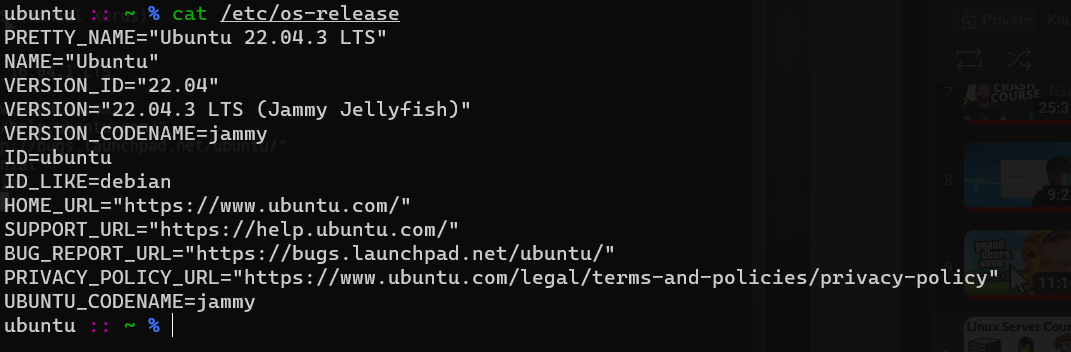 ubuntu :: ~ % cat /etc/os-release
PRETTY_NAME="Ubuntu 22.04.3 LTS"
NAME="Ubuntu"
VERSION_ID="22.04"
VERSION="22.04.3 LTS (Jammy Jellyfish)"
VERSION_CODENAME=jammy
ID=ubuntu
ID_LIKE=debian
HOME_URL="https://www.ubuntu.com/"
SUPPORT_URL="https://help.ubuntu.com/"
BUG_REPORT_URL="https://bugs.launchpad.net/ubuntu/"
PRIVACY_POLICY_URL="https://www.ubuntu.com/legal/terms-and-policies/privacy-policy"
UBUNTU_CODENAME=jammy
ubuntu :: ~ %
Private
7
CRASH
COURSE
25:3
8
9:2
11:1
Linux Server Cou